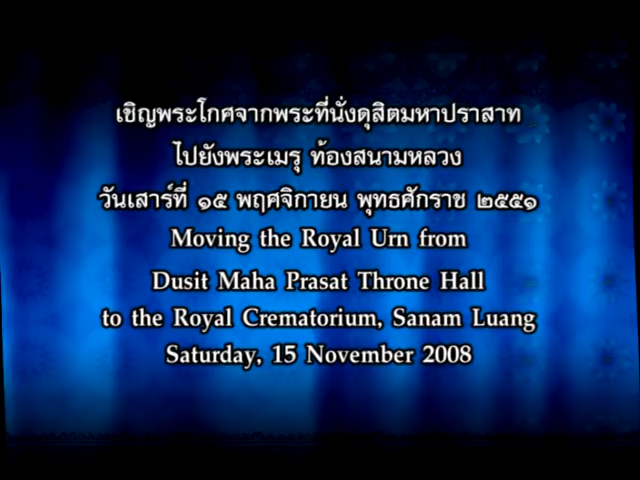 เชิญพระโกศจากพระที่นั่งดุสิตมหาปราสาท
ไปยังพระเมรุ ท้องสนามหลวง
วันเสาร์ที่ ๑๕ พฤศจิกายน พุทธศักราช ๒๕๕๑
Moving the Royal Urn from
Dusit Maha Prasat Throne Hall
to the Royal Crematorium, Sanam Luang
Saturday, 15 November 2008